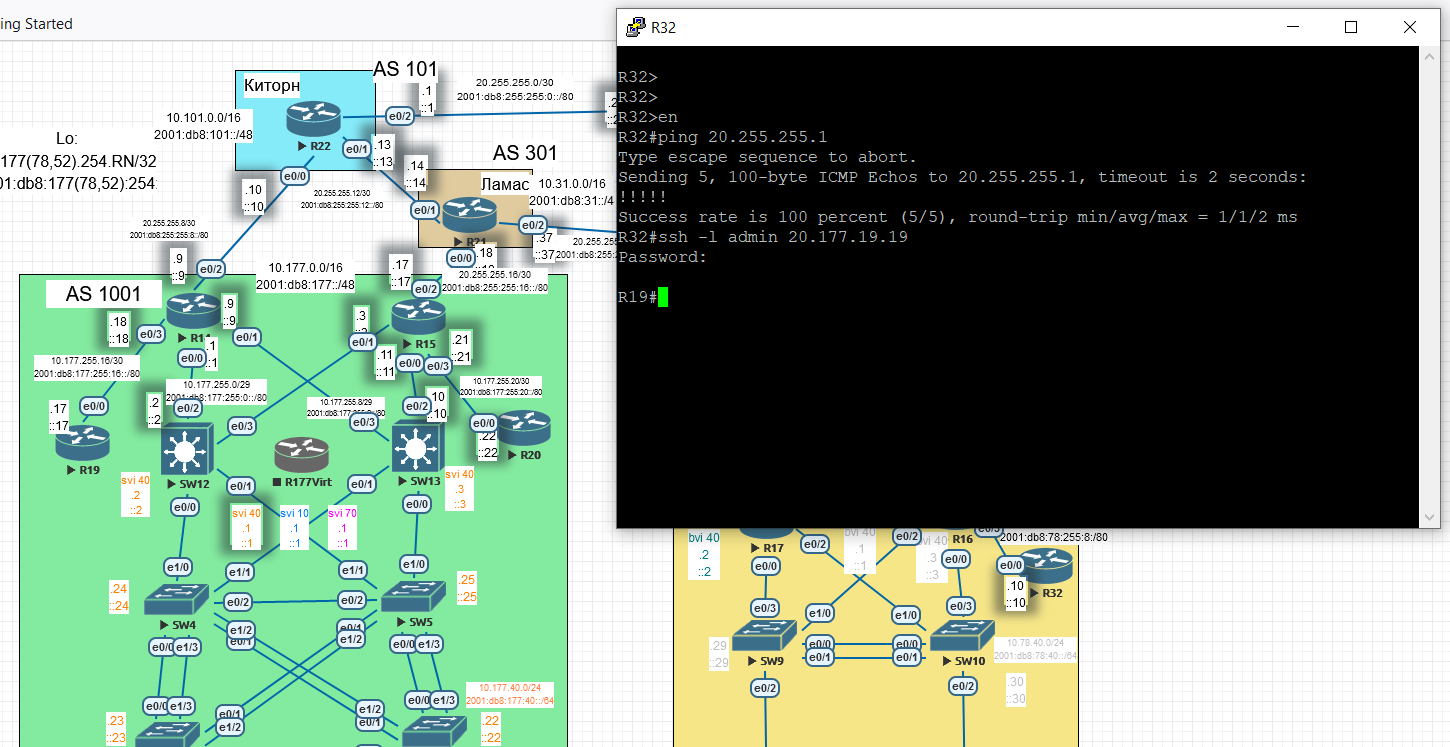 ing Started
R32
R32>
R32>
R32>en
R32#ping 20.255.255.1
Type escape sequence to abort.
Sending 5, 100-byte ICMP Echos to 20.255.255.1, timeout is 2 seconds:
!!!!!
Success rate is 100 percent (5/5), round-trip min/avg/max = 1/1/2 ms
R32#ssh -l admin 20.177.19.19
Password:
R19#
AS 101
Киторн
R22
e0/2
.1
::1
20.255.255.0/30
2001:db8:255:255:0::/80
10.101.0.0/16
2001:db8:101::/48
Lo:
177(78,52).254.RN/32
01:db8:177(78,52):254:
e0/1
.13
::13
e0/0
.10
::10
20.255.255.12/30
2001:db8:255:255:12::/80
.14
::14
AS 301
Ламас
10.31.0.0/16
2001:db8:31::/4
e0/1
R21
e0/2
.37
::37
20.255.255
2001:db8:255:
e0/0
.18
20.255.255.8/30
2001:db8:255:255:8::/80
.9
::9
e0/2
10.177.0.0/16
2001:db8:177::/48
.17
::17
e0/2
20.255.255.16/30
2001:db8:255:255:16::/80
AS 1001
R14
.9
::9
e0/1
.18
::18
e0/3
e0/0
.1
::1
.3
e0/1
R15
.11
::11
e0/0
e0/3
.21
::21
10.177.255.16/30
2001:db8:177:255:16::/80
10.177.255.0/29
2001:db8:177:255:0::/80
10.177.255.20/30
2001:db8:177:255:20::/80
10.177.255.8/29
.17
::17
e0/0
R19
.2
::2
e0/2
e0/3
SW12
R177Virt
e0/3
e0/2
.10
::10
SW13
e0/0
.22
::22
R20
svi 40
.2
::2
e0/1
e0/0
svi 40
.1
::1
svi 10
.1
::1
svi 70
.1
::1
e0/1
e0/0
svi 40
.3
::3
e1/0
e1/1
e1/1
e0/0
.24
::24
SW4
e0/2
e0/2
SW5
.25
::25
e1/2
e0/1
e0/1
e1/2
e0/0
e1/3
e0/0
e1/3
10.177.40.0/24
2001:db8:177:40::/64
e0/0
e1/3
e0/1
e1/2
e1/2
e0/1
e0/0
e1/3
.23
::23
.22
::22
bvi 40
.2
::2
R17
e0/2
bvi 40
.1
::1
e0/2
bvi 40
.3
::3
R16
e0/3
2001:db8:78:255:8:/80
e0/0
e0/0
e0/0
.10
::10
R32
e0/3
e1/0
e1/0
e0/3
.29
::29
SW9
e0/0
e0/1
e0/0
e0/1
SW10
10.78.40.0/24
2001:db8:78:40::/64
e0/2
e0/2
.30
::30